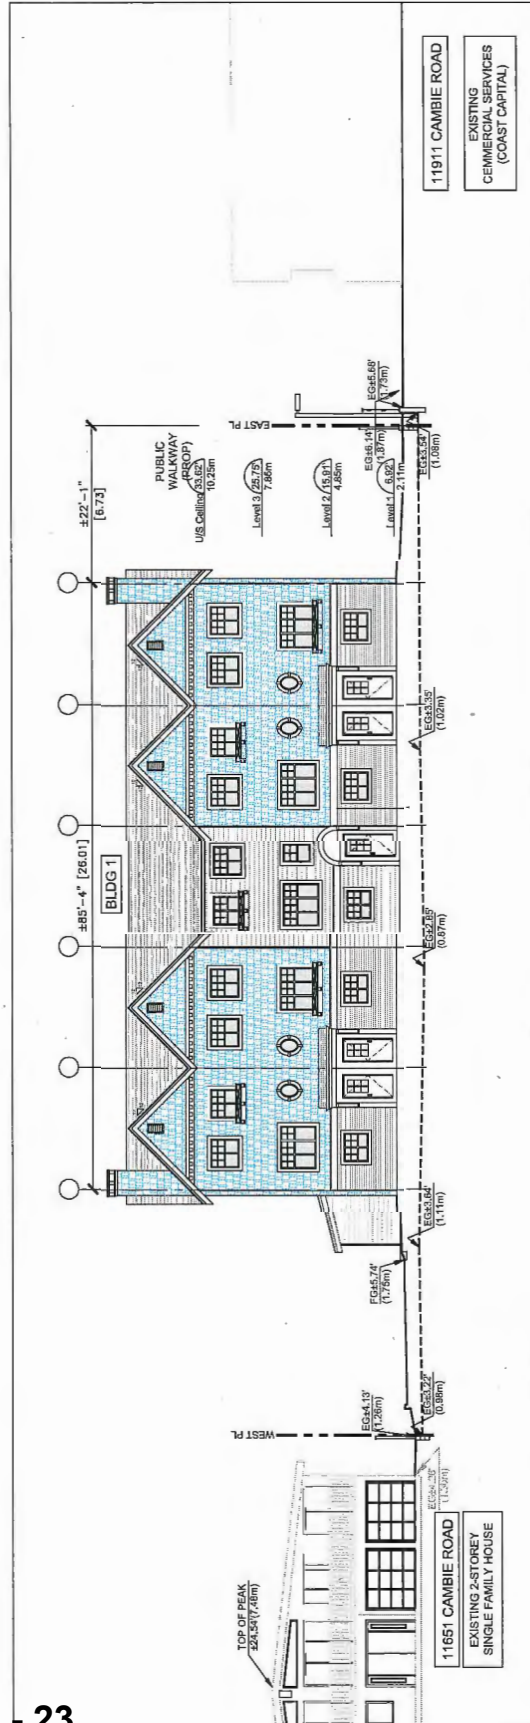 11911 CAMBIE ROAD
EXISTING
CEMMERCIAL SERVICES
(COAST CAPITAL)
EG±5.68'
(1.73m)
EAST PL
EG±6.14'
(1.87m)
EG±3.54'
(1.08m)
PUBLIC
WALKWAY
(PROP)
±22'-1"
[6.73]
U/S Ceiling 33.62'
10.25m
Level 3 25.75'
7.85m
Level 2 15.91'
4.85m
Level 1 6.92'
2.11m
EG±3.35'
(1.02m)
±85'-4" [26.01]
BLDG 1
EG±2.85'
(0.87m)
EG±3.64'
(1.11m)
FG±5.74'
(1.75m)
EG±4.13'
(1.26m)
EG±3.22'
(0.98m)
WEST PL
EG±4.26'
(1.30m)
TOP OF PEAK
±24.54'(7.48m)
11651 CAMBIE ROAD
EXISTING 2-STOREY
SINGLE FAMILY HOUSE
- 23